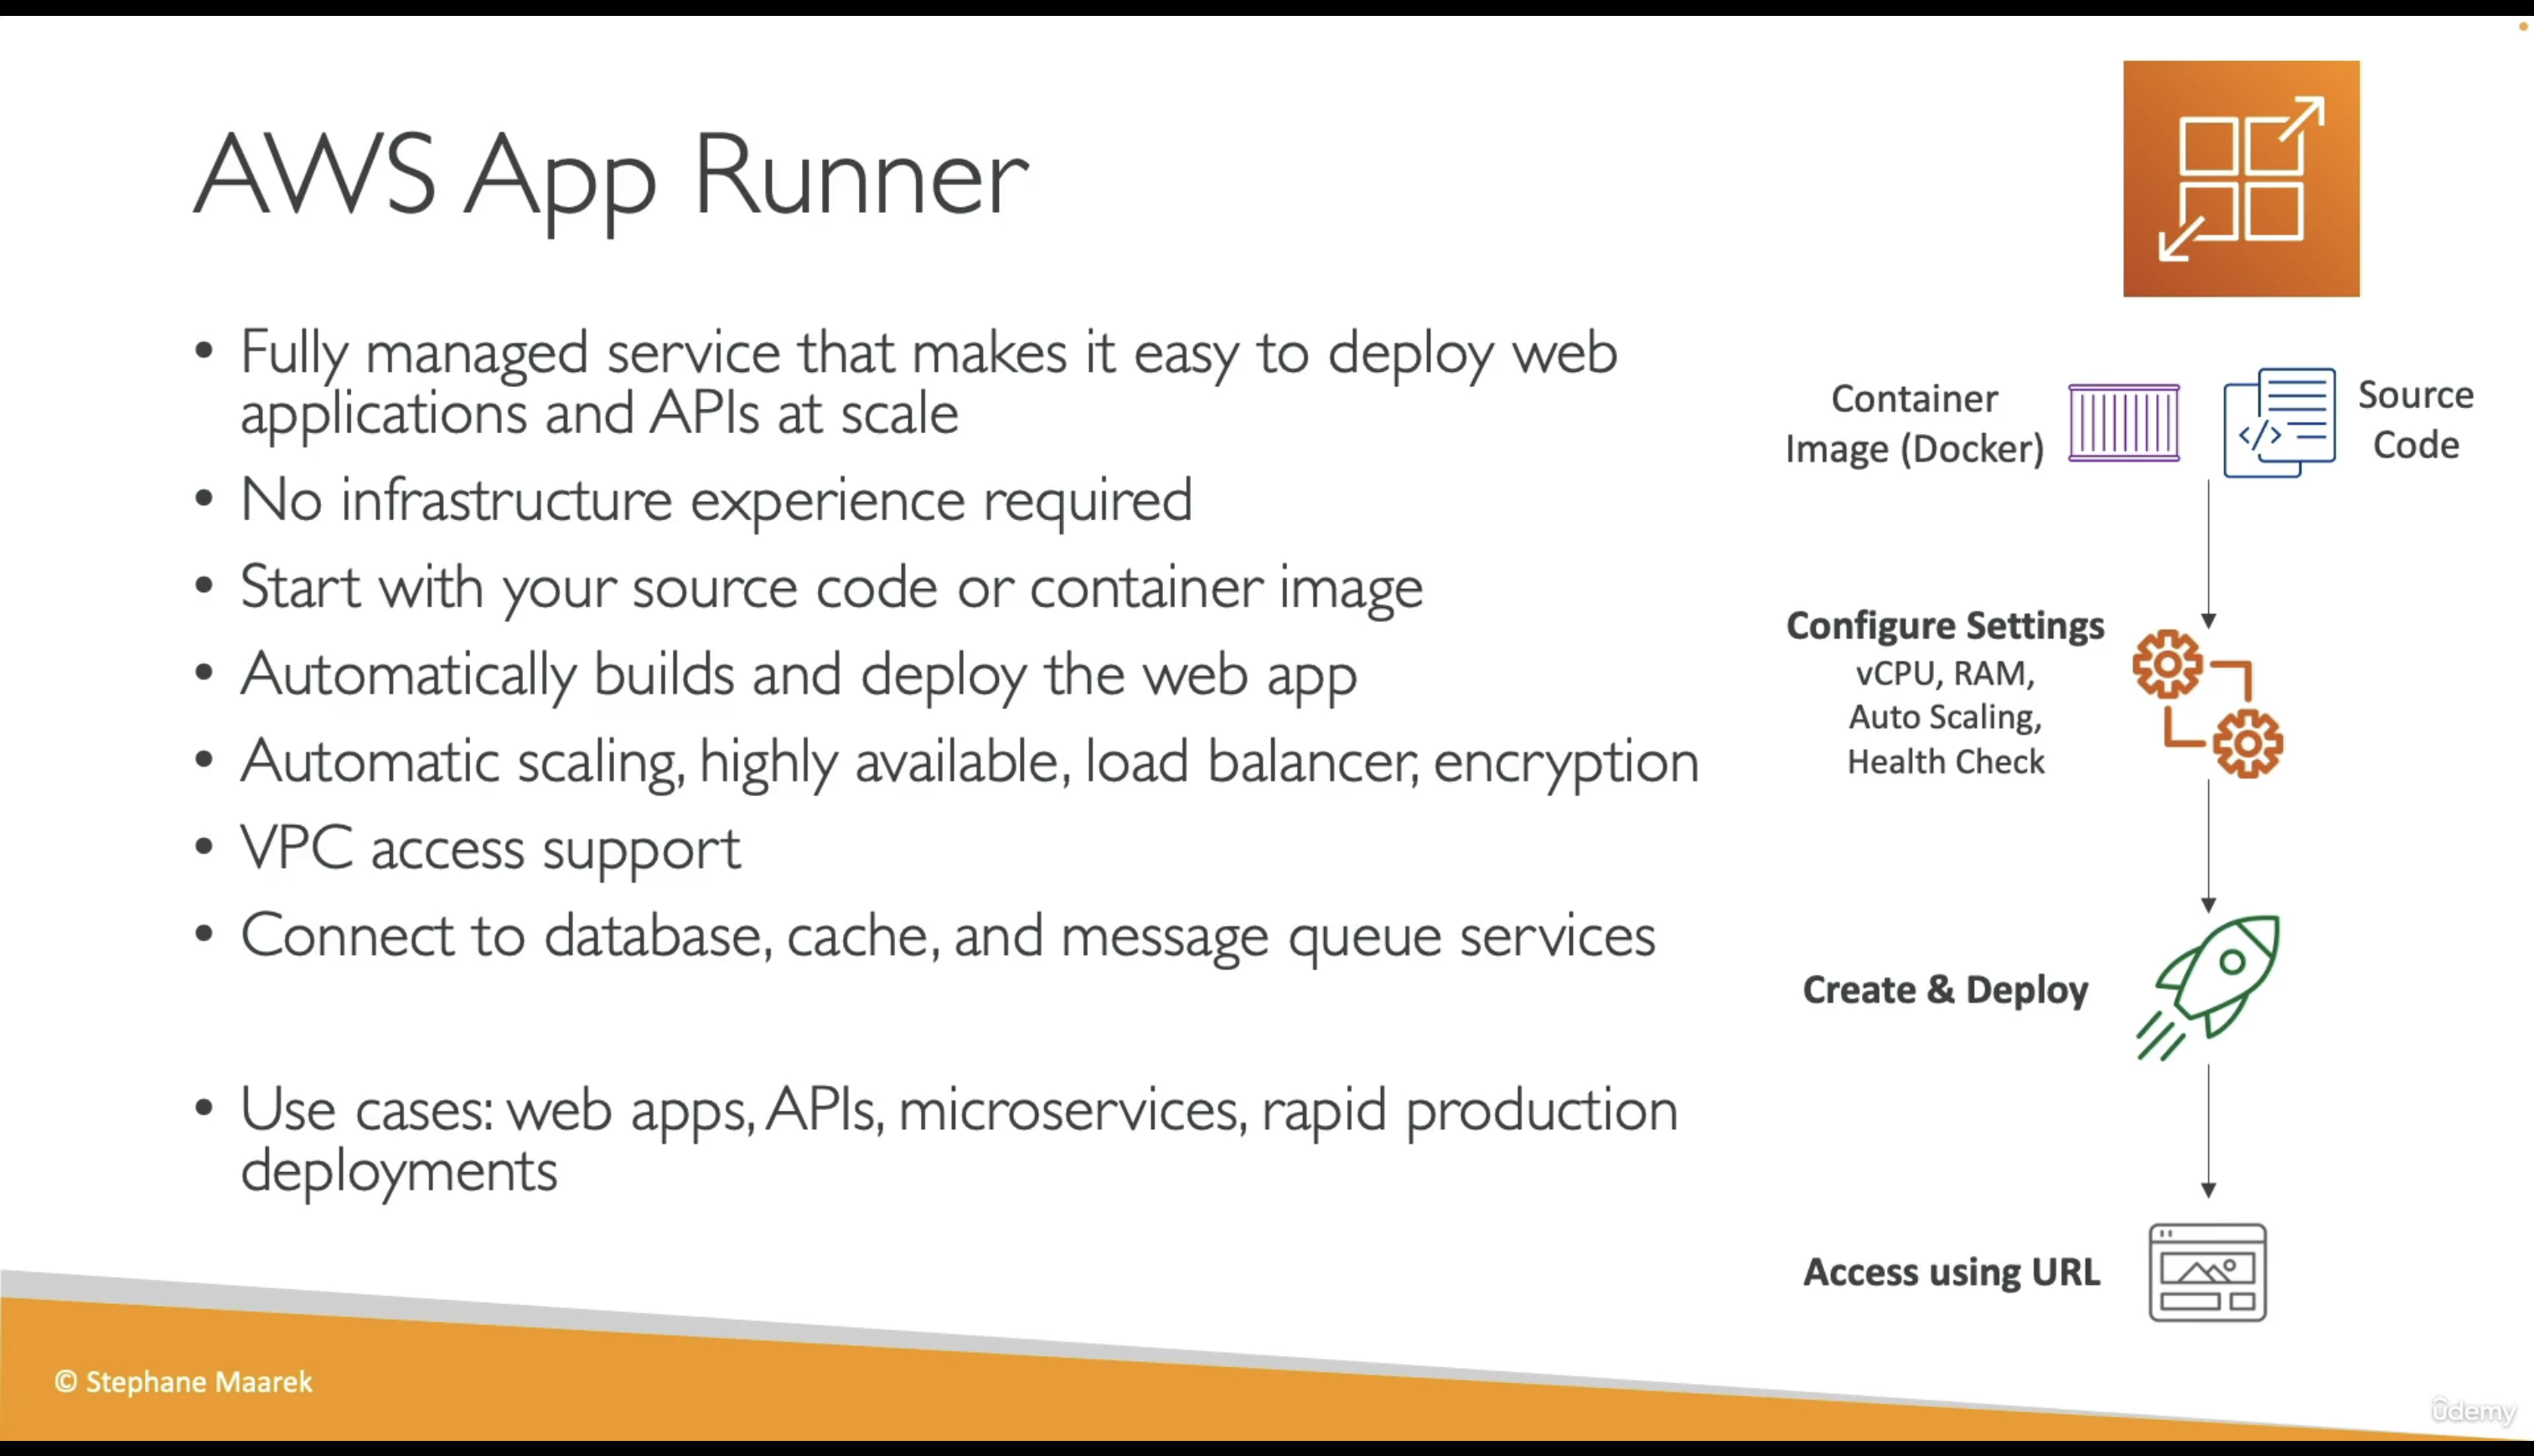 AWS App Runner
• Fully managed service that makes it easy to deploy web
applications and APIs at scale
• No infrastructure experience required
• Start with your source code or container image
• Automatically builds and deploy the web app
• Automatic scaling, highly available, load balancer, encryption
• VPC access support
• Connect to database, cache, and message queue services
• Use cases: web apps, APIs, microservices, rapid production
deployments
Container
Image (Docker)
Source
Code
Configure Settings
vCPU, RAM,
Auto Scaling,
Health Check
Create & Deploy
Access using URL
© Stephane Maarek
ûdemy